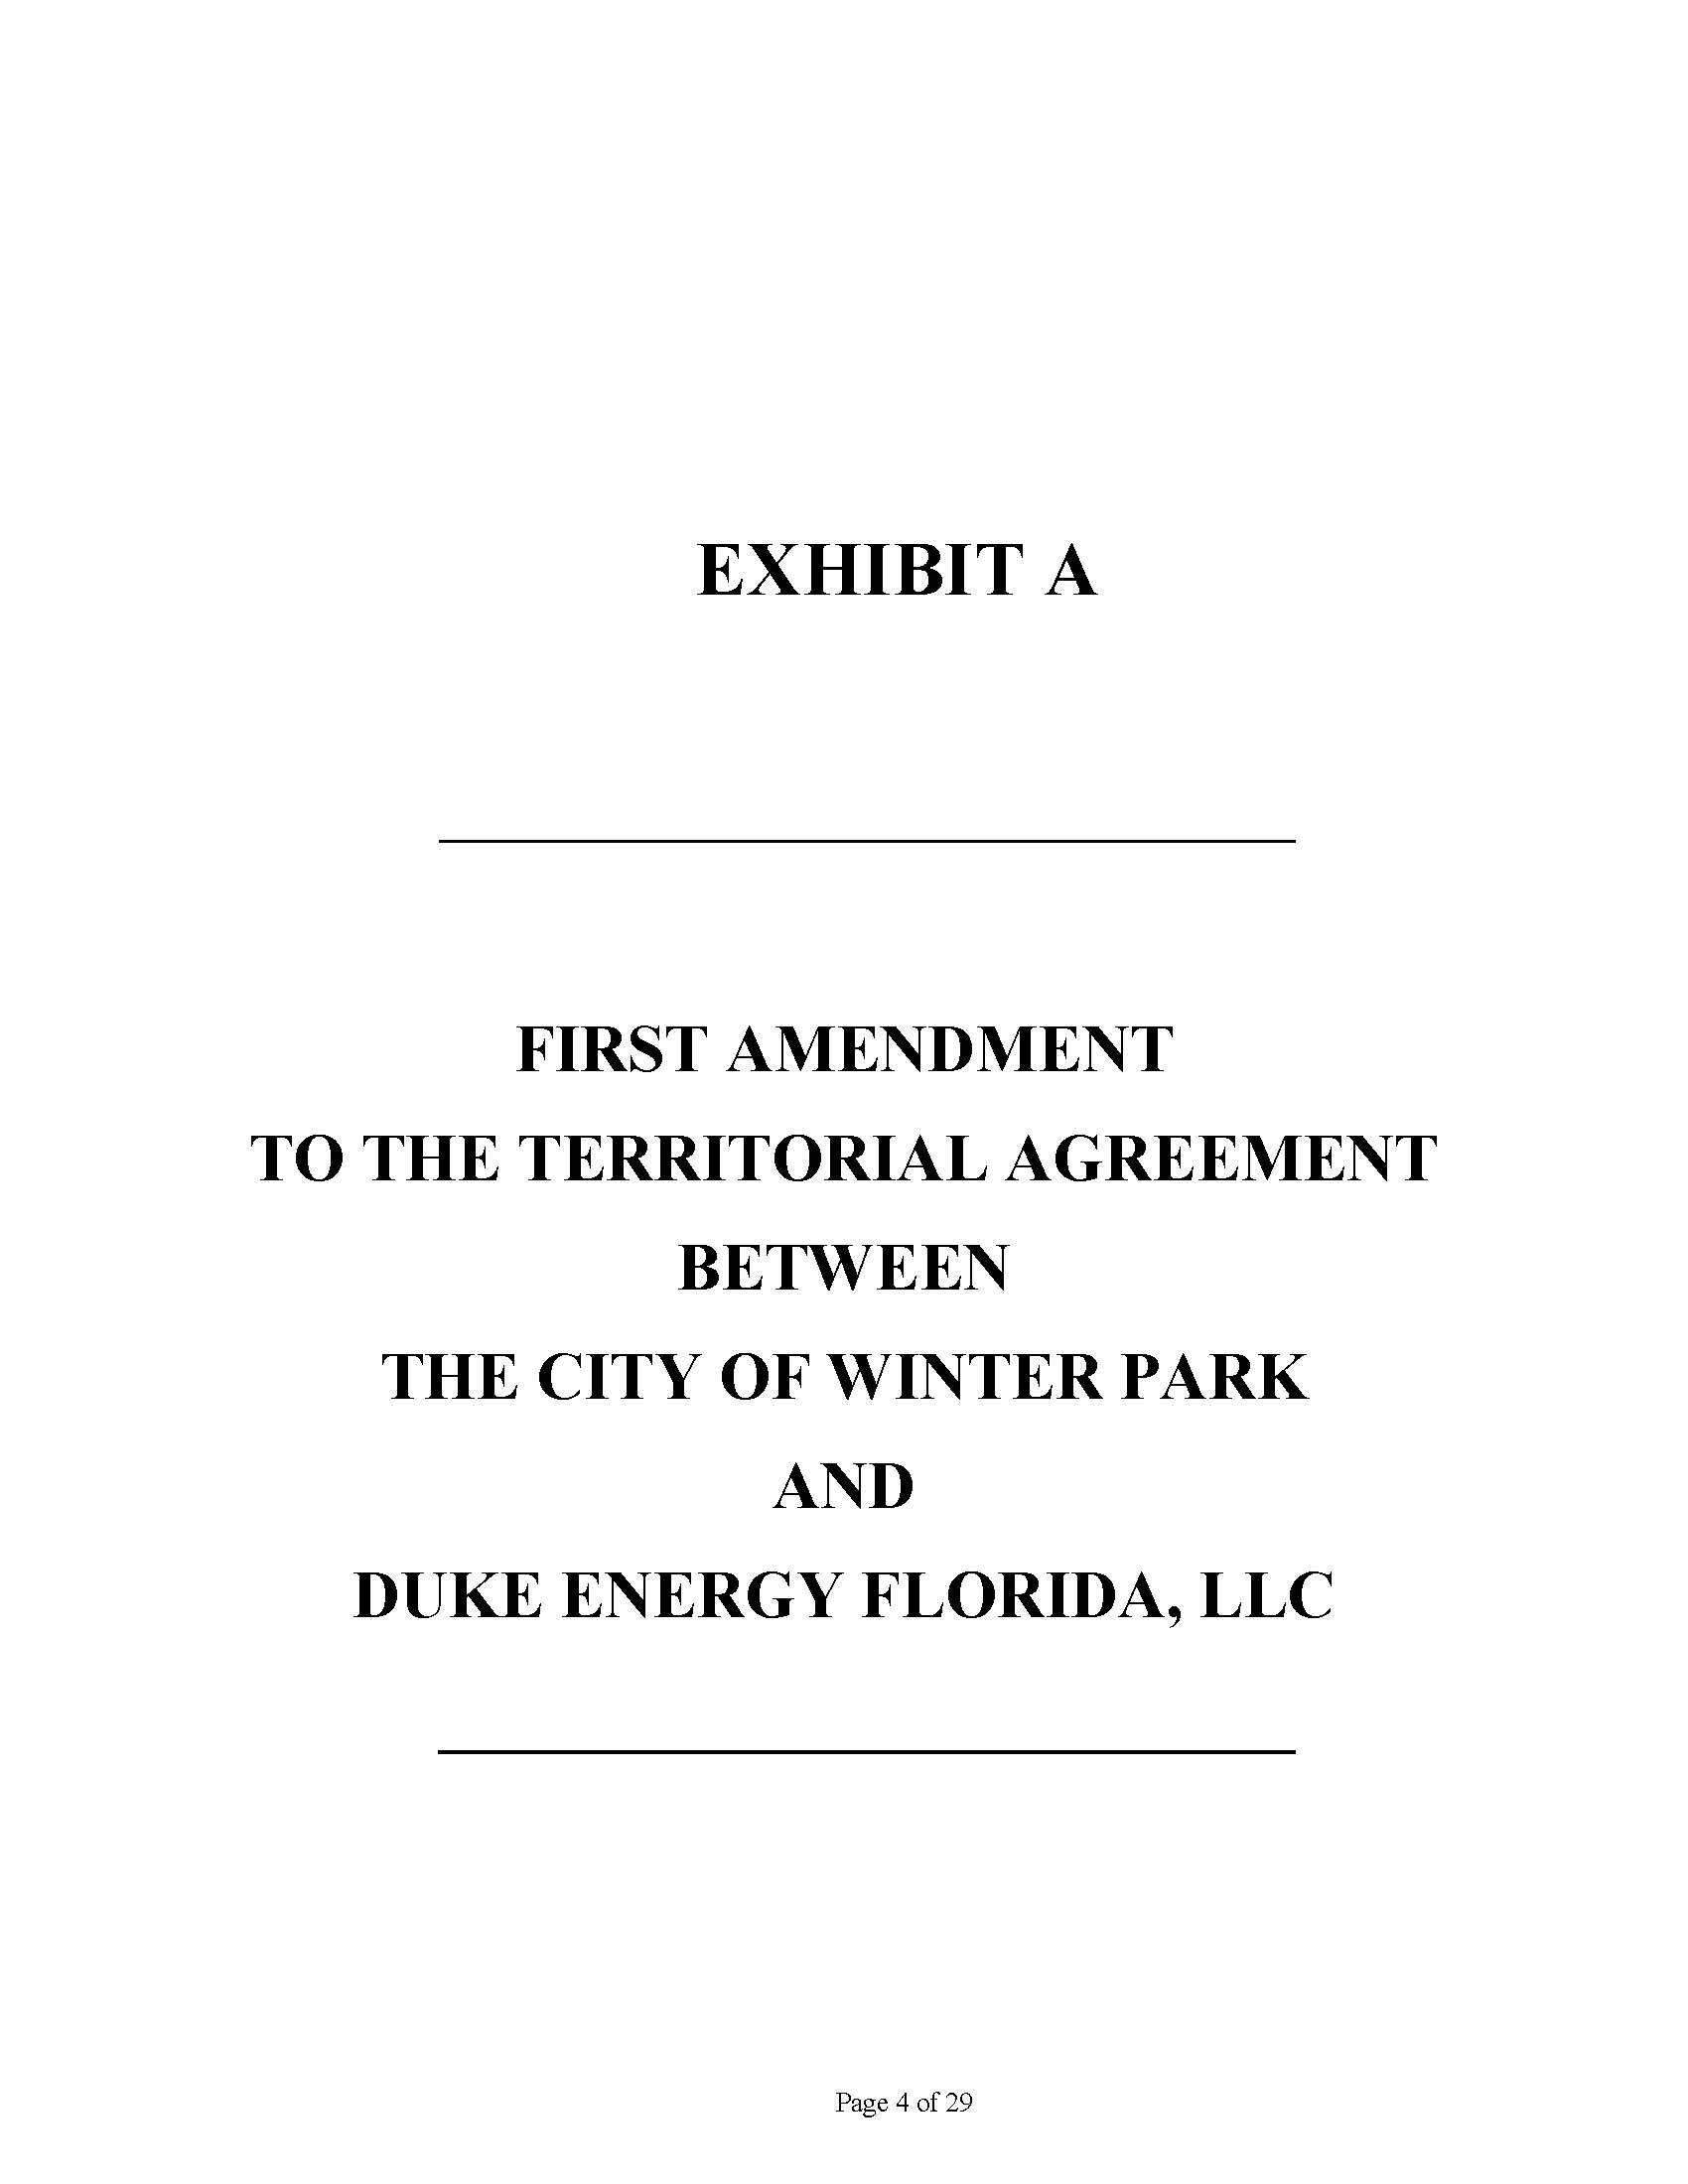 EXHIBIT A
FIRST AMENDMENT
TO THE TERRITORIAL AGREEMENT
BETWEEN
THE CITY OF WINTER PARK
AND
DUKE ENERGY FLORIDA, LLC
Page 4 of 29